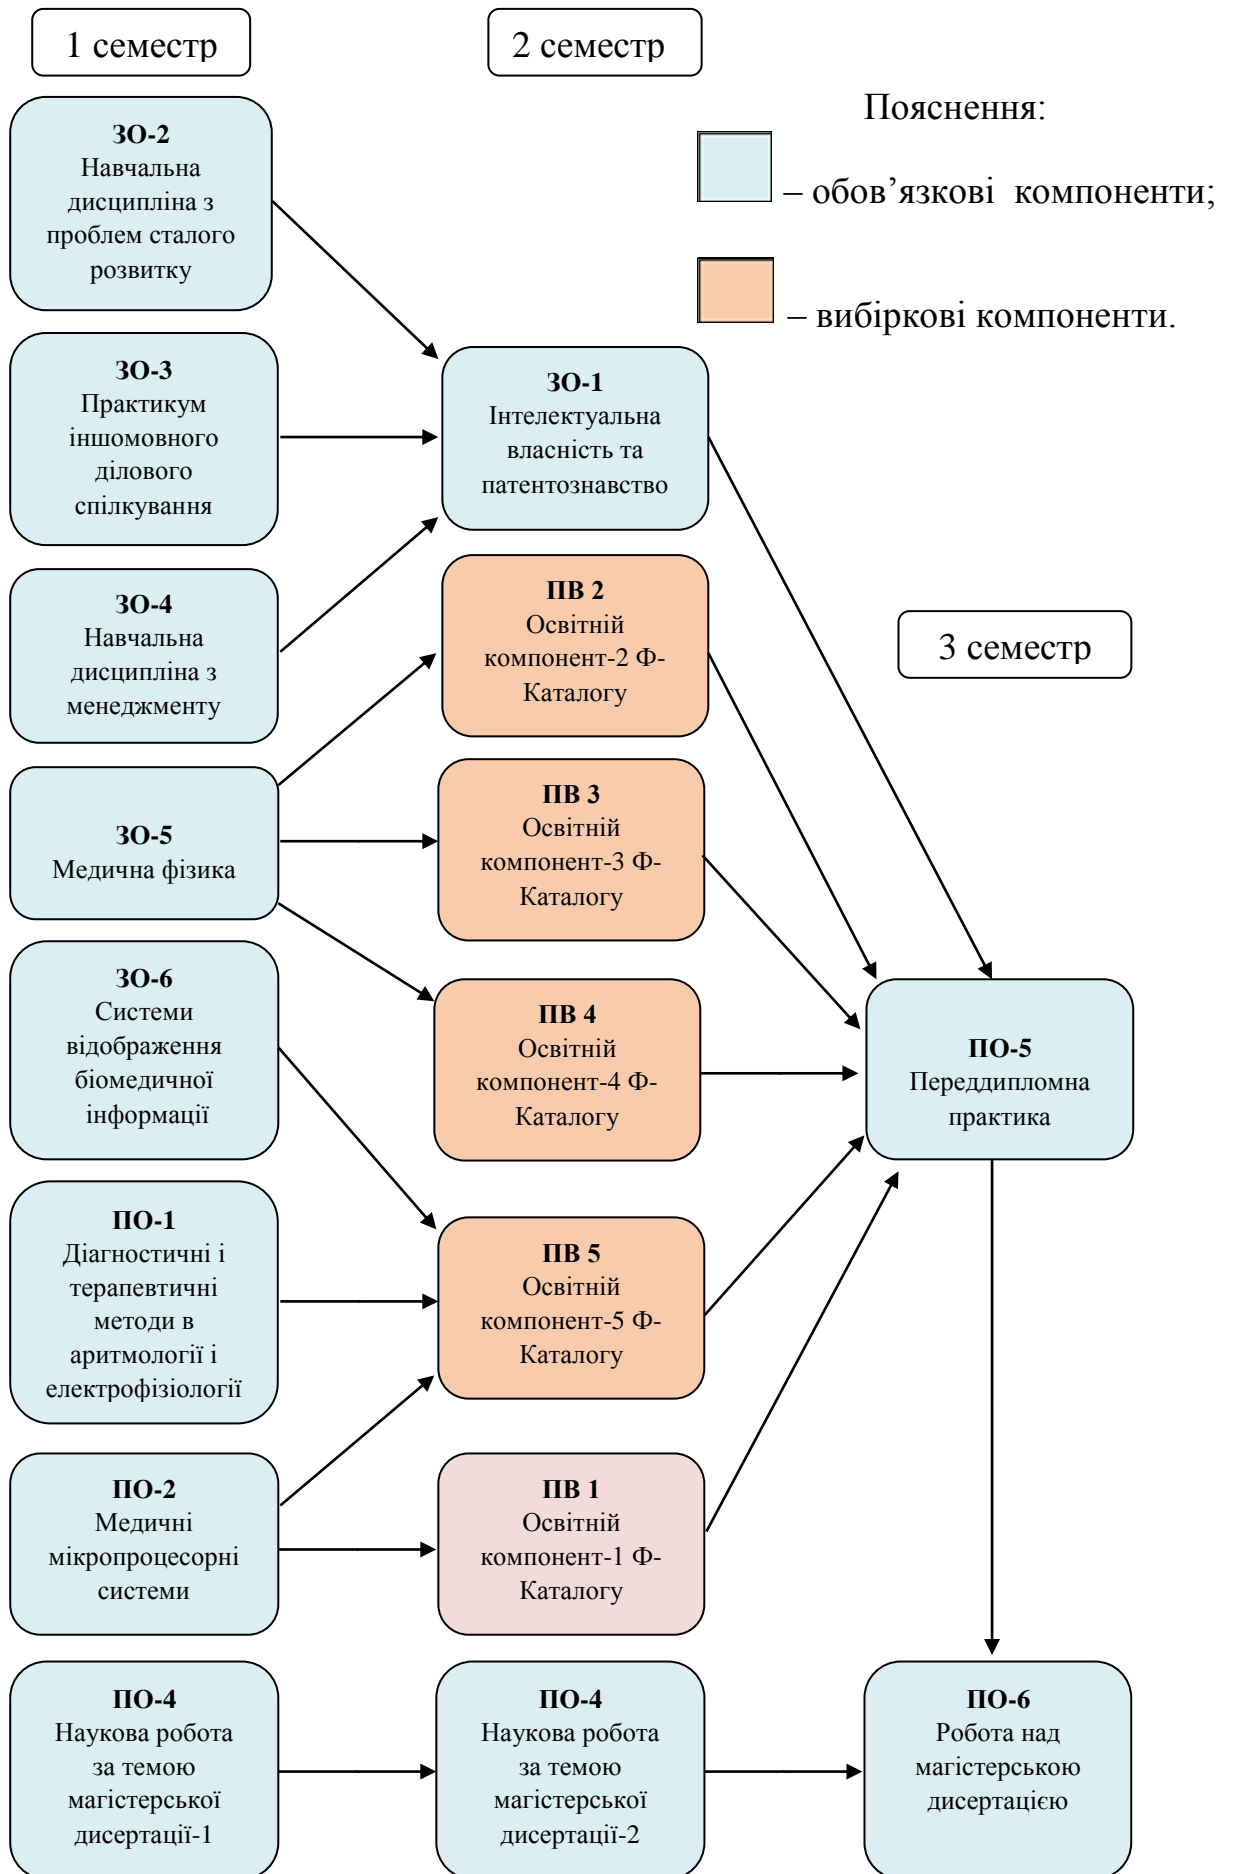 1 семестр
2 семестр
Пояснення:
– обов’язкові компоненти;
– вибіркові компоненти.
ЗО-2
Навчальна
дисципліна з
проблем сталого
розвитку
ЗО-3
Практикум
іншомовного
ділового
спілкування
ЗО-1
Інтелектуальна
власність та
патентознавство
ЗО-4
Навчальна
дисципліна з
менеджменту
ПВ 2
Освітній
компонент-2 Ф-
Каталогу
3 семестр
ЗО-5
Медична фізика
ПВ 3
Освітній
компонент-3 Ф-
Каталогу
ЗО-6
Системи
відображення
біомедичної
інформації
ПВ 4
Освітній
компонент-4 Ф-
Каталогу
ПО-5
Переддипломна
практика
ПО-1
Діагностичні і
терапевтичні
методи в
аритмології і
електрофізіології
ПВ 5
Освітній
компонент-5 Ф-
Каталогу
ПО-2
Медичні
мікропроцесорні
системи
ПВ 1
Освітній
компонент-1 Ф-
Каталогу
ПО-4
Наукова робота
за темою
магістерської
дисертації-1
ПО-4
Наукова робота
за темою
магістерської
дисертації-2
ПО-6
Робота над
магістерською
дисертацією